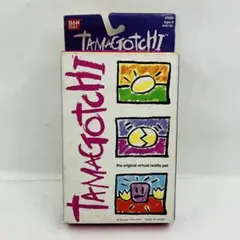 BAN
DAI
TAMAGOTCHI
TAMAGOTCHI
the original virtual reality pet